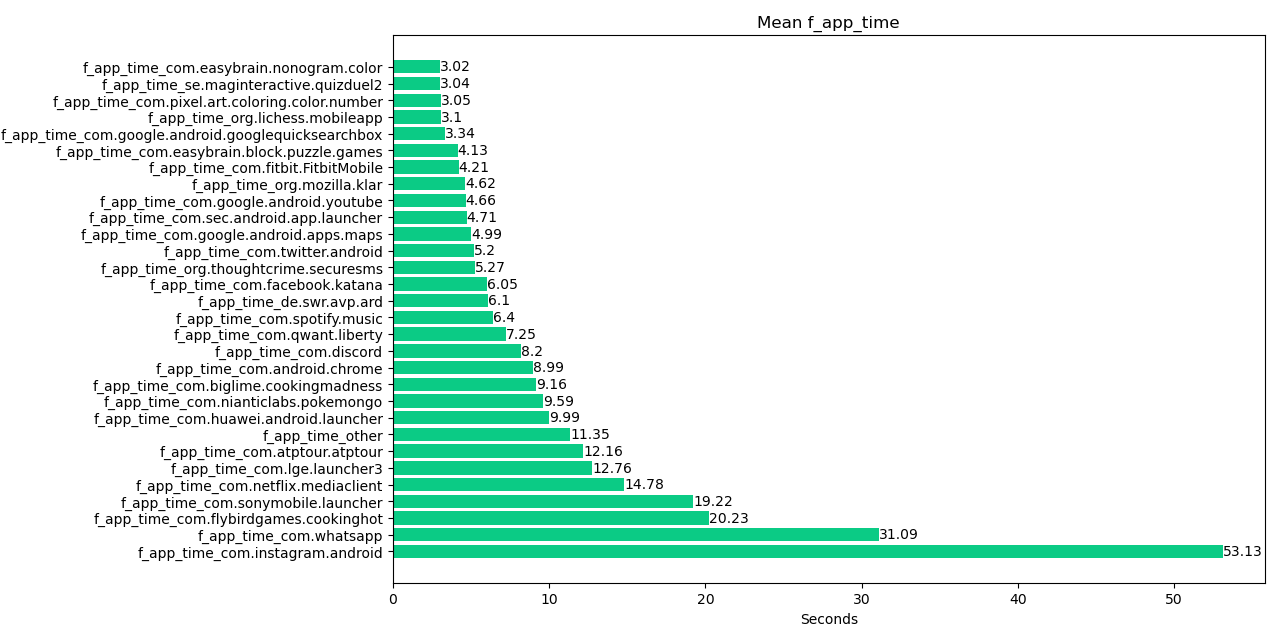 Mean f_app_time
f_app_time_com.easybrain.nonogram.color 3.02
f_app_time_se.maginteractive.quizduel2 3.04
f_app_time_com.pixel.art.coloring.color.number 3.05
f_app_time_org.lichess.mobileapp 3.1
f_app_time_com.google.android.googlequicksearchbox 3.34
f_app_time_com.easybrain.block.puzzle.games 4.13
f_app_time_com.fitbit.FitbitMobile 4.21
f_app_time_org.mozilla.klar 4.62
f_app_time_com.google.android.youtube 4.66
f_app_time_com.sec.android.app.launcher 4.71
f_app_time_com.google.android.apps.maps 4.99
f_app_time_com.twitter.android 5.2
f_app_time_org.thoughtcrime.securesms 5.27
f_app_time_com.facebook.katana 6.05
f_app_time_de.swr.avp.ard 6.1
f_app_time_com.spotify.music 6.4
f_app_time_com.qwant.liberty 7.25
f_app_time_com.discord 8.2
f_app_time_com.android.chrome 8.99
f_app_time_com.biglime.cookingmadness 9.16
f_app_time_com.nianticlabs.pokemongo 9.59
f_app_time_com.huawei.android.launcher 9.99
f_app_time_other 11.35
f_app_time_com.atptour.atptour 12.16
f_app_time_com.lge.launcher3 12.76
f_app_time_com.netflix.mediaclient 14.78
f_app_time_com.sonymobile.launcher 19.22
f_app_time_com.flybirdgames.cookinghot 20.23
f_app_time_com.whatsapp 31.09
f_app_time_com.instagram.android 53.13
0 10 20 30 40 50
Seconds